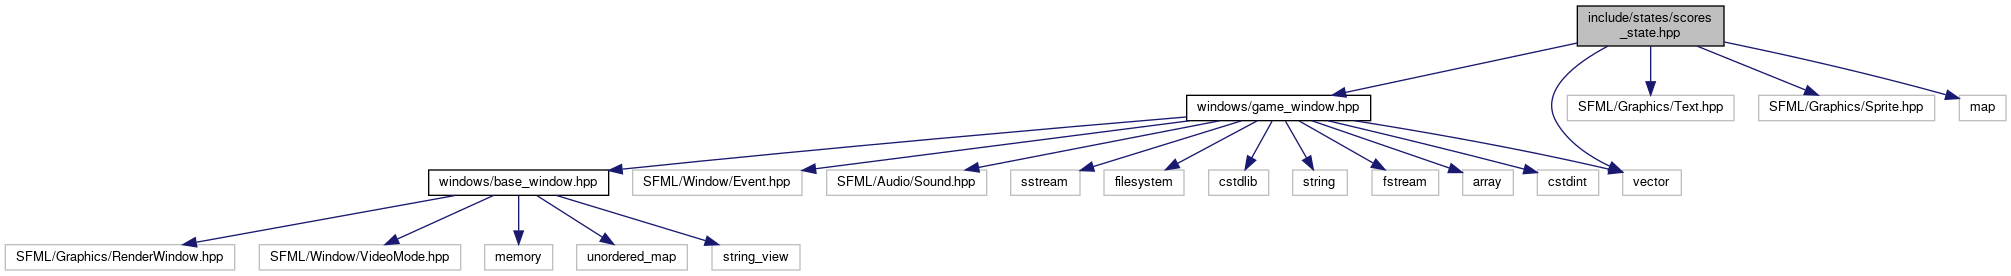 include/states/scores
_state.hpp
windows/game_window.hpp
SFML/Graphics/Text.hpp
SFML/Graphics/Sprite.hpp
map
windows/base_window.hpp
SFML/Window/Event.hpp
SFML/Audio/Sound.hpp
sstream
filesystem
cstdlib
string
fstream
array
cstdint
vector
SFML/Graphics/RenderWindow.hpp
SFML/Window/VideoMode.hpp
memory
unordered_map
string_view